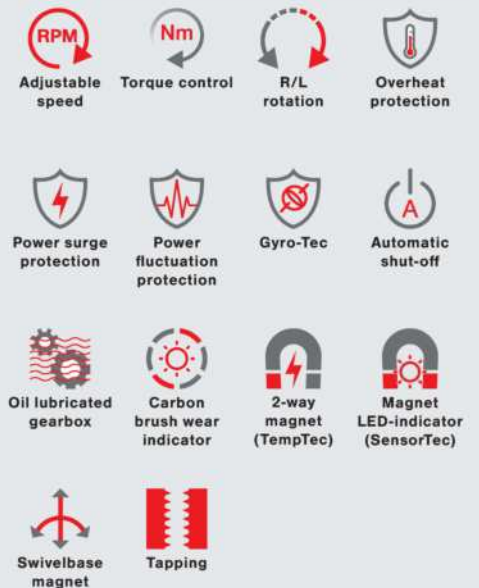 RPM
Adjustable
speed
Nm
Torque control
R/L
rotation
Overheat
protection
Power surge
protection
Power
fluctuation
protection
Gyro-Tec
A
Automatic
shut-off
Oil lubricated
gearbox
Carbon
brush wear
indicator
2-way
magnet
(TempTec)
Magnet
LED-indicator
(SensorTec)
Swivelbase
magnet
Tapping